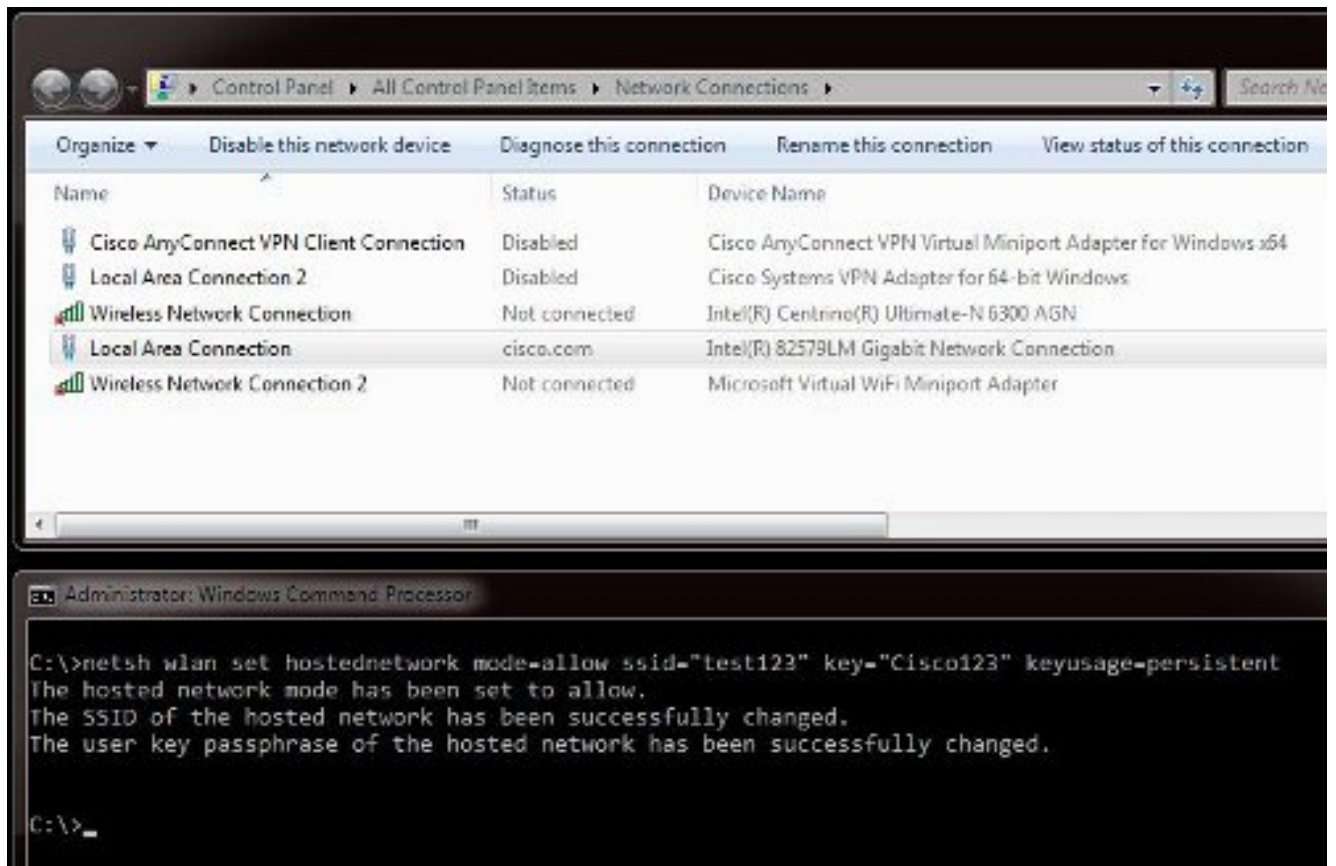 Control Panel ▸ All Control Panel Items ▸ Network Connections ▸ Search Ne
Organize ▾ Disable this network device Diagnose this connection Rename this connection View status of this connection
Name Status Device Name
Cisco AnyConnect VPN Client Connection Disabled Cisco AnyConnect VPN Virtual Miniport Adapter for Windows x64
Local Area Connection 2 Disabled Cisco Systems VPN Adapter for 64-bit Windows
Wireless Network Connection Not connected Intel(R) Centrino(R) Ultimate-N 6300 AGN
Local Area Connection cisco.com Intel(R) 82579LM Gigabit Network Connection
Wireless Network Connection 2 Not connected Microsoft Virtual WiFi Miniport Adapter
Administrator: Windows Command Processor
C:\>netsh wlan set hostednetwork mode=allow ssid="test123" key="Cisco123" keyusage=persistent
The hosted network mode has been set to allow.
The SSID of the hosted network has been successfully changed.
The user key passphrase of the hosted network has been successfully changed.
C:\>_